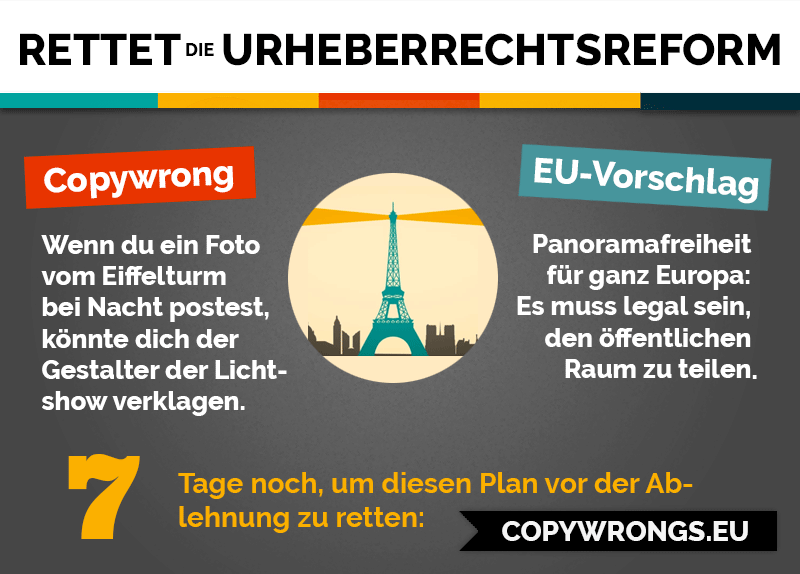 RETTET DIE URHEBERRECHTSREFORM
Copywrong
Wenn du ein Foto
vom Eiffelturm
bei Nacht postest,
könnte dich der
Gestalter der Licht-
show verklagen.
EU-Vorschlag
Panoramafreiheit
für ganz Europa:
Es muss legal sein,
den öffentlichen
Raum zu teilen.
7
Tage noch, um diesen Plan vor der Ab-
lehnung zu retten:
COPYWRONGS.EU